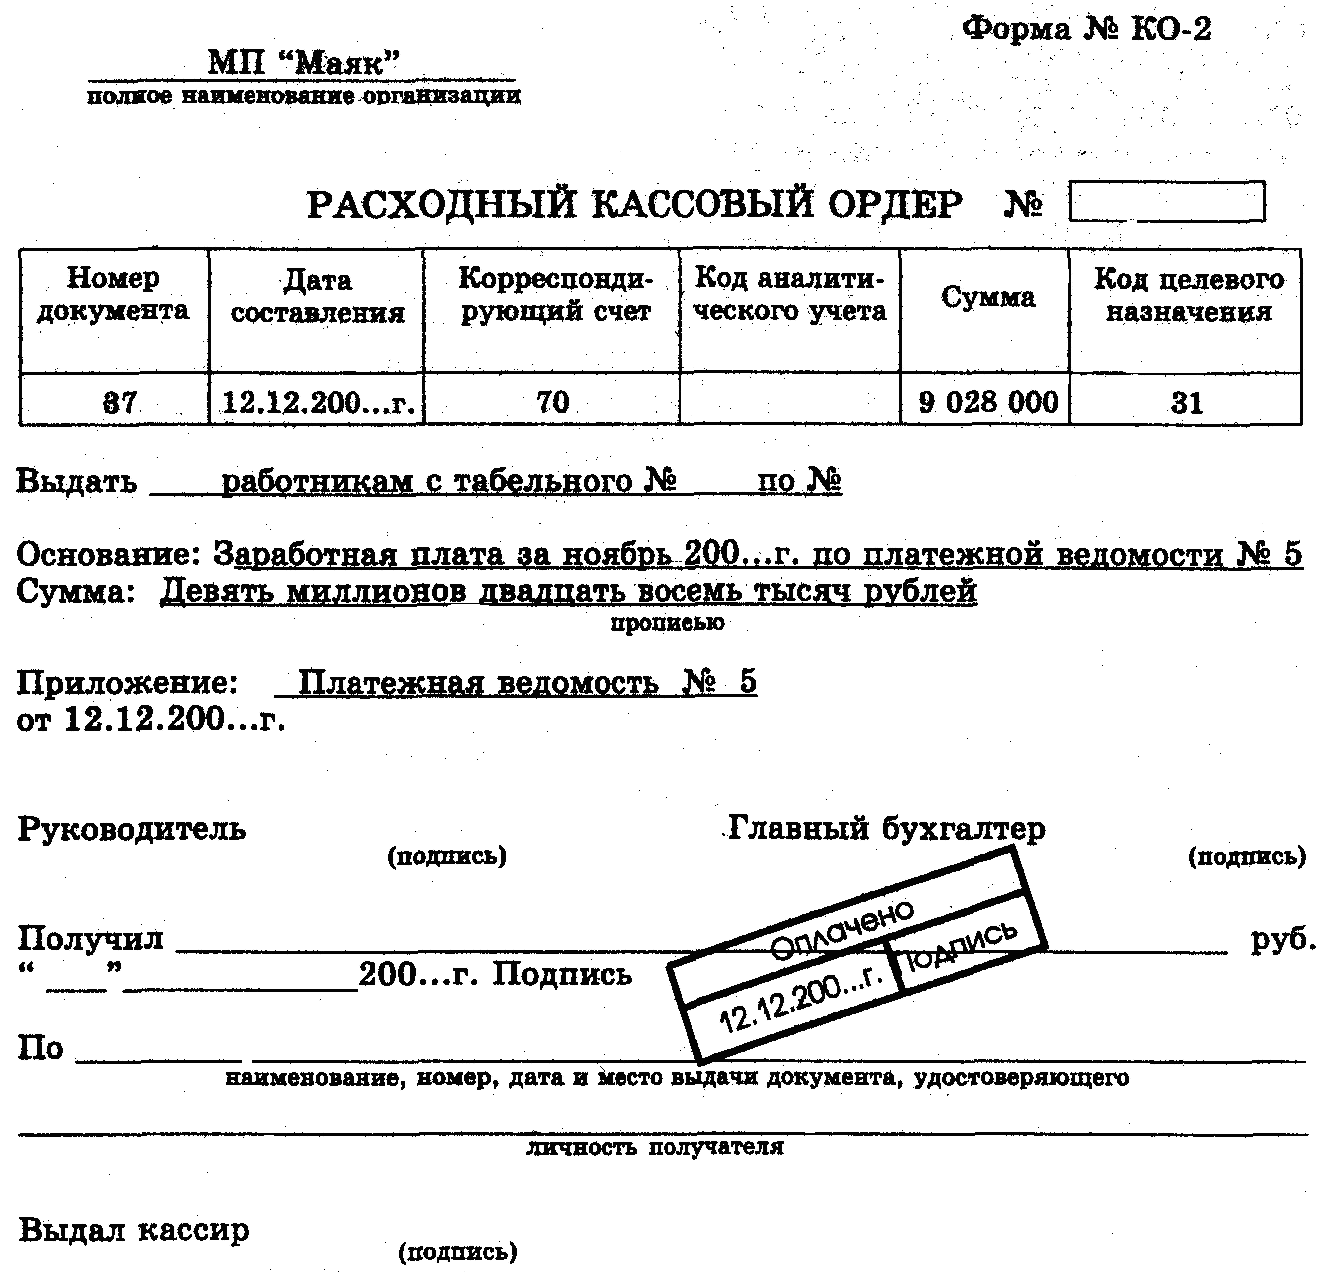 Форма № КО-2
МП “Маяк”
полное наименование организации
РАСХОДНЫЙ КАССОВЫЙ ОРДЕР №
Номер документа Дата составления Корреспонди-рующий счет Код аналити-ческого учета Сумма Код целевого назначения
37 12.12.200...г. 70 9 028 000 31
Выдать работникам с табельного № по №
Основание: Заработная плата за ноябрь 200...г. по платежной ведомости № 5
Сумма: Девять миллионов двадцать восемь тысяч рублей
прописью
Приложение: Платежная ведомость № 5
от 12.12.200...г.
Руководитель Главный бухгалтер
(подпись) (подпись)
Оплачено
12.12.200...г. Подпись
Получил руб.
“ ” 200...г. Подпись
По
наименование, номер, дата и место выдачи документа, удостоверяющего
личность получателя
Выдал кассир
(подпись)